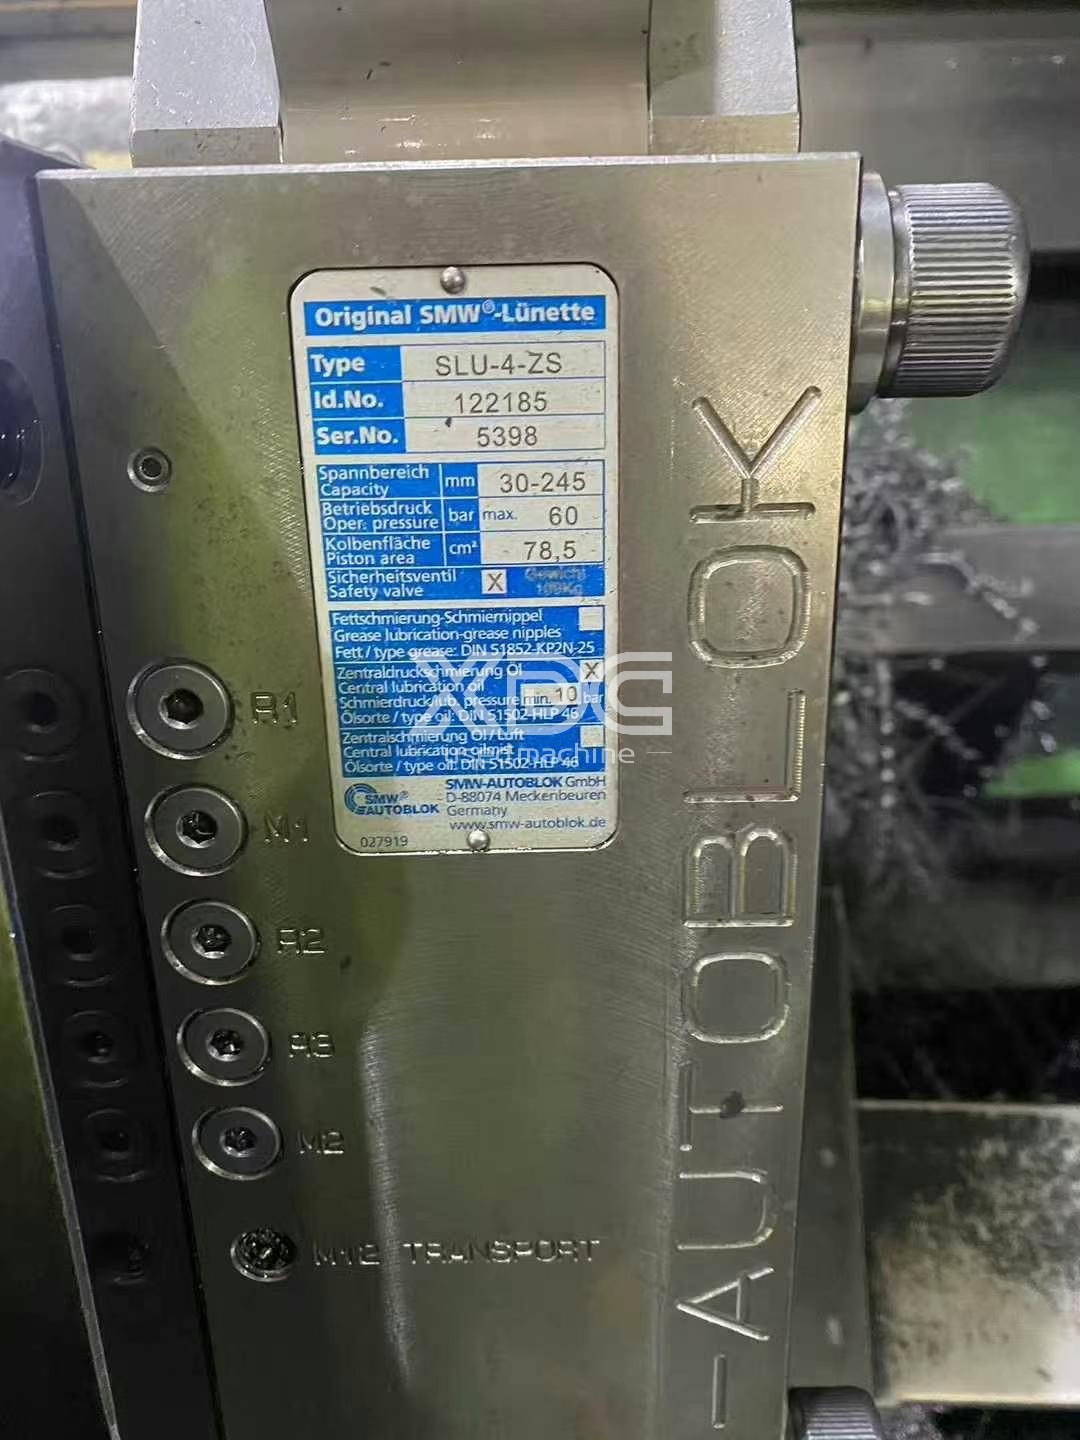 Original SMW®-Lünette
Type SLU-4-ZS
Id.No. 122185
Ser.No. 5398
Spannbereich
Capacity mm 30-245
Betriebsdruck
Oper. pressure bar max. 60
Kolbenfläche
Piston area cm² 78,5
Sicherheitsventil
Safety valve X
Gewicht
109Kg
Fettschmierung-Schmiernippel
Grease lubrication-grease nipples
Fett / type grease: DIN 51852-KP2N-25
Zentraldruckschmierung Öl X
Central lubrication oil
Schmierdruck/lub. pressure min. 10 bar
Ölsorte / type oil: DIN 51502-HLP 46
Zentralschmierung Öl / Luft
Central lubrication oilmist
Ölsorte / type oil: DIN 51502-HLP 46
SMW®
AUTOBLOK
SMW-AUTOBLOK GmbH
D-88074 Meckenbeuren
Germany
www.smw-autoblok.de
027919
R1
M1
R2
R3
M2
M12 TRANSPORT
-AUTOBLOK
machine